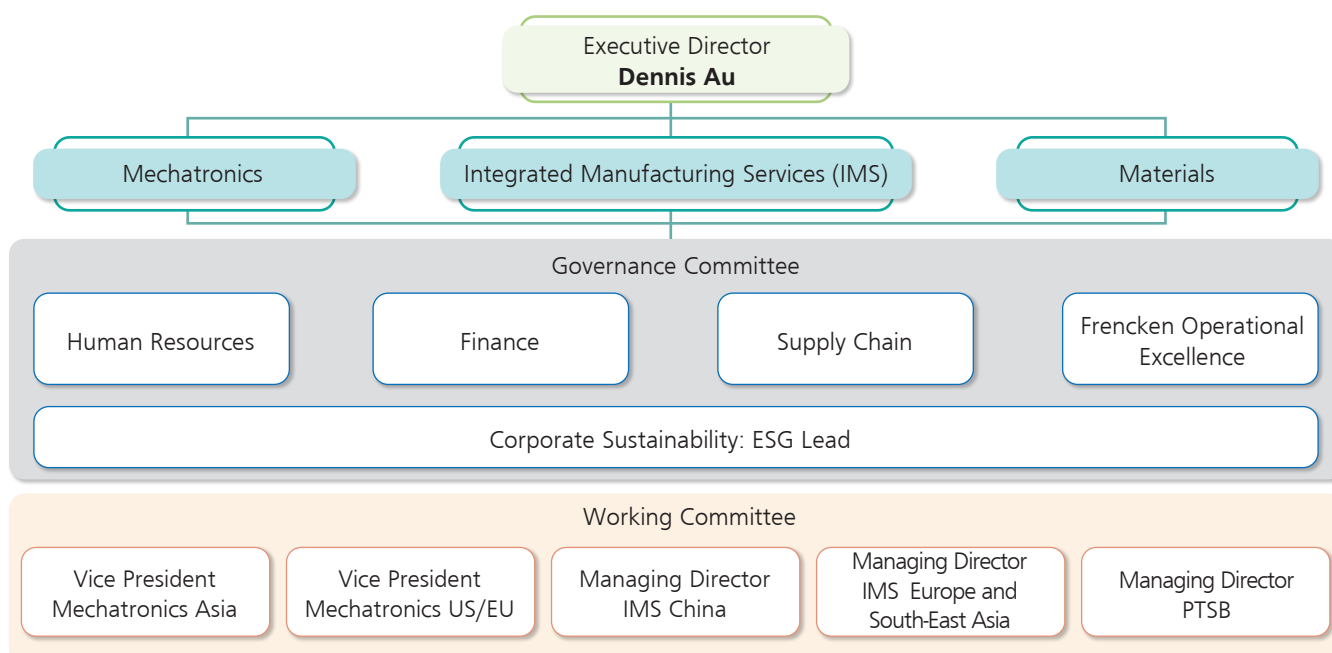 Executive Director
Dennis Au
Mechatronics
Integrated Manufacturing Services (IMS)
Materials
Governance Committee
Human Resources
Finance
Supply Chain
Frencken Operational
Excellence
Corporate Sustainability: ESG Lead
Working Committee
Vice President
Mechatronics Asia
Vice President
Mechatronics US/EU
Managing Director
IMS China
Managing Director
IMS Europe and
South-East Asia
Managing Director
PTSB